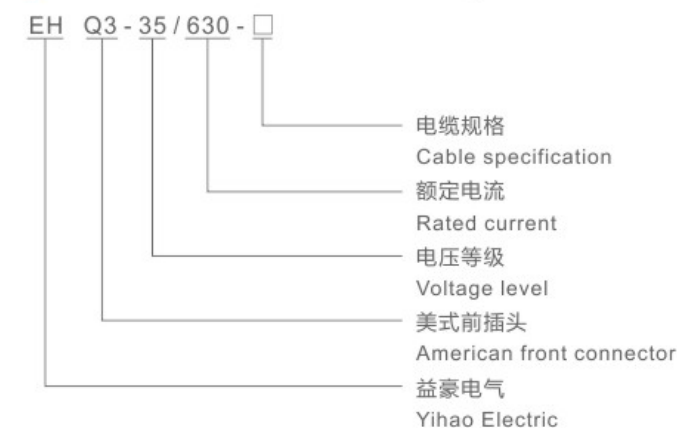 EH Q3-35/630-□
电缆规格
Cable specification
额定电流
Rated current
电压等级
Voltage level
美式前插头
American front connector
益豪电气
Yihao Electric